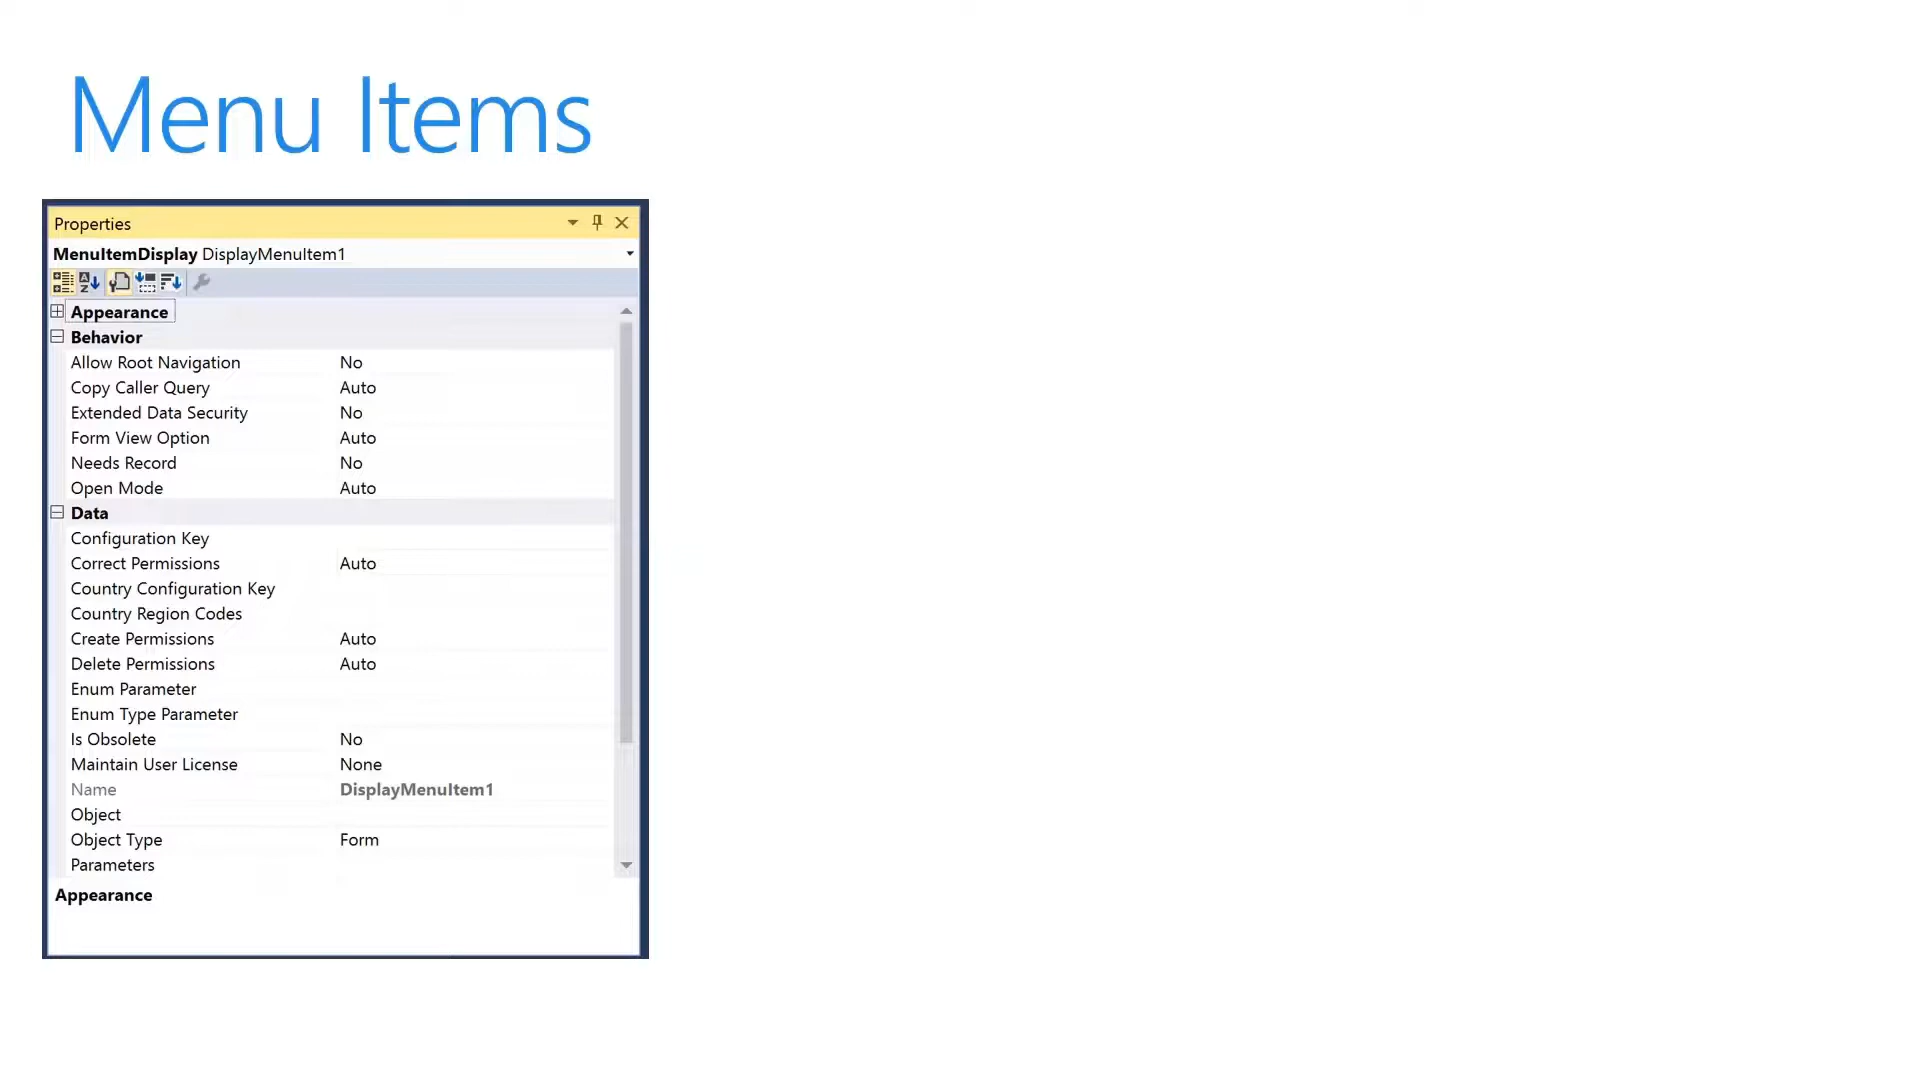 Menu Items
Properties
MenuItemDisplay DisplayMenuItem1
Appearance
Behavior
Allow Root Navigation No
Copy Caller Query Auto
Extended Data Security No
Form View Option Auto
Needs Record No
Open Mode Auto
Data
Configuration Key
Correct Permissions Auto
Country Configuration Key
Country Region Codes
Create Permissions Auto
Delete Permissions Auto
Enum Parameter
Enum Type Parameter
Is Obsolete No
Maintain User License None
Name DisplayMenuItem1
Object
Object Type Form
Parameters
Appearance